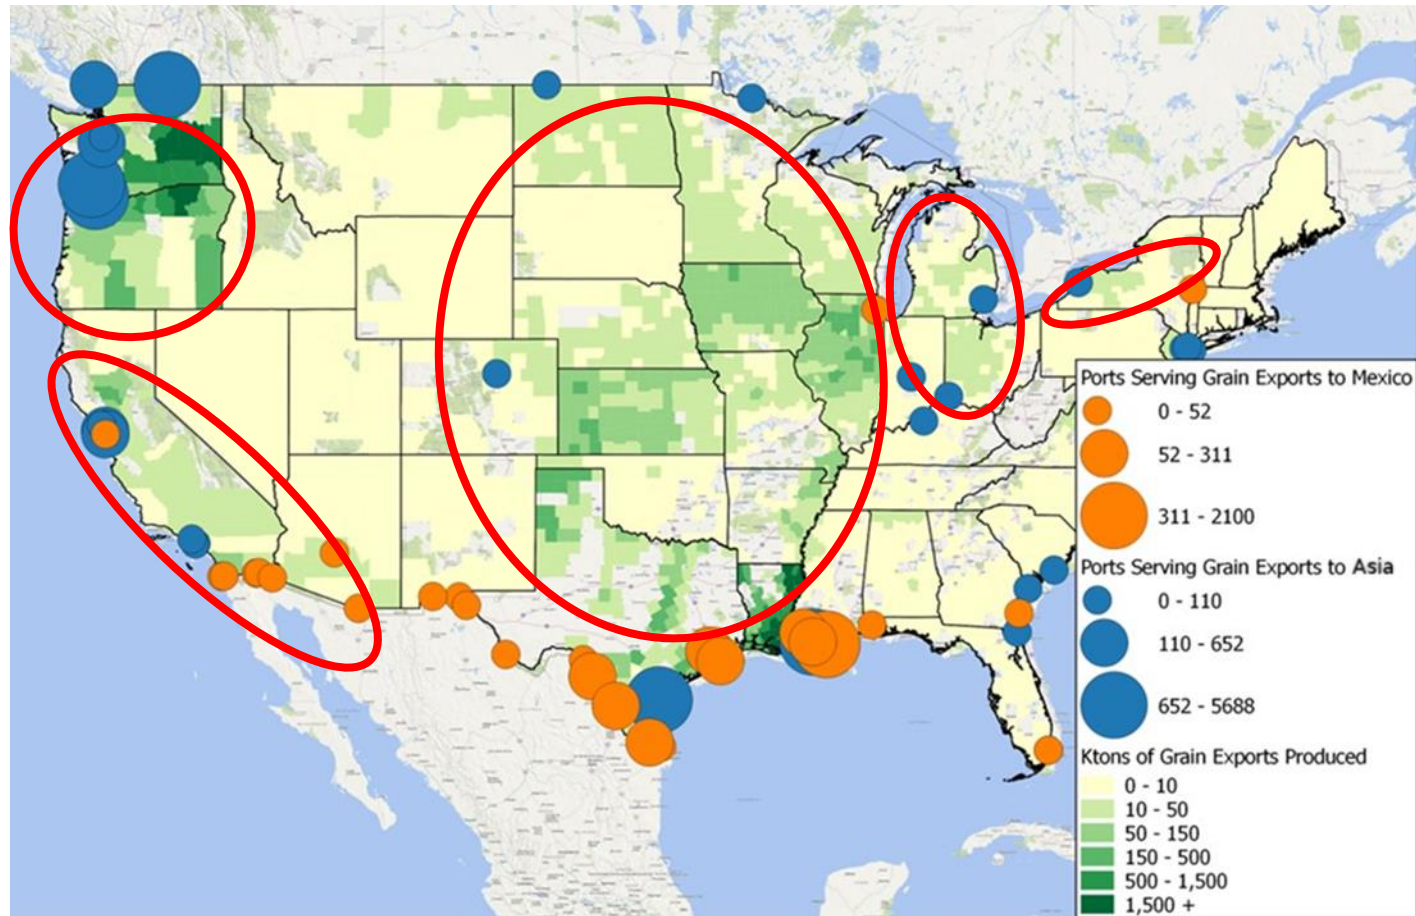 Ports Serving Grain Exports to Mexico
0 - 52
52 - 311
311 - 2100
Ports Serving Grain Exports to Asia
0 - 110
110 - 652
652 - 5688
Ktons of Grain Exports Produced
0 - 10
10 - 50
50 - 150
150 - 500
500 - 1,500
1,500 +